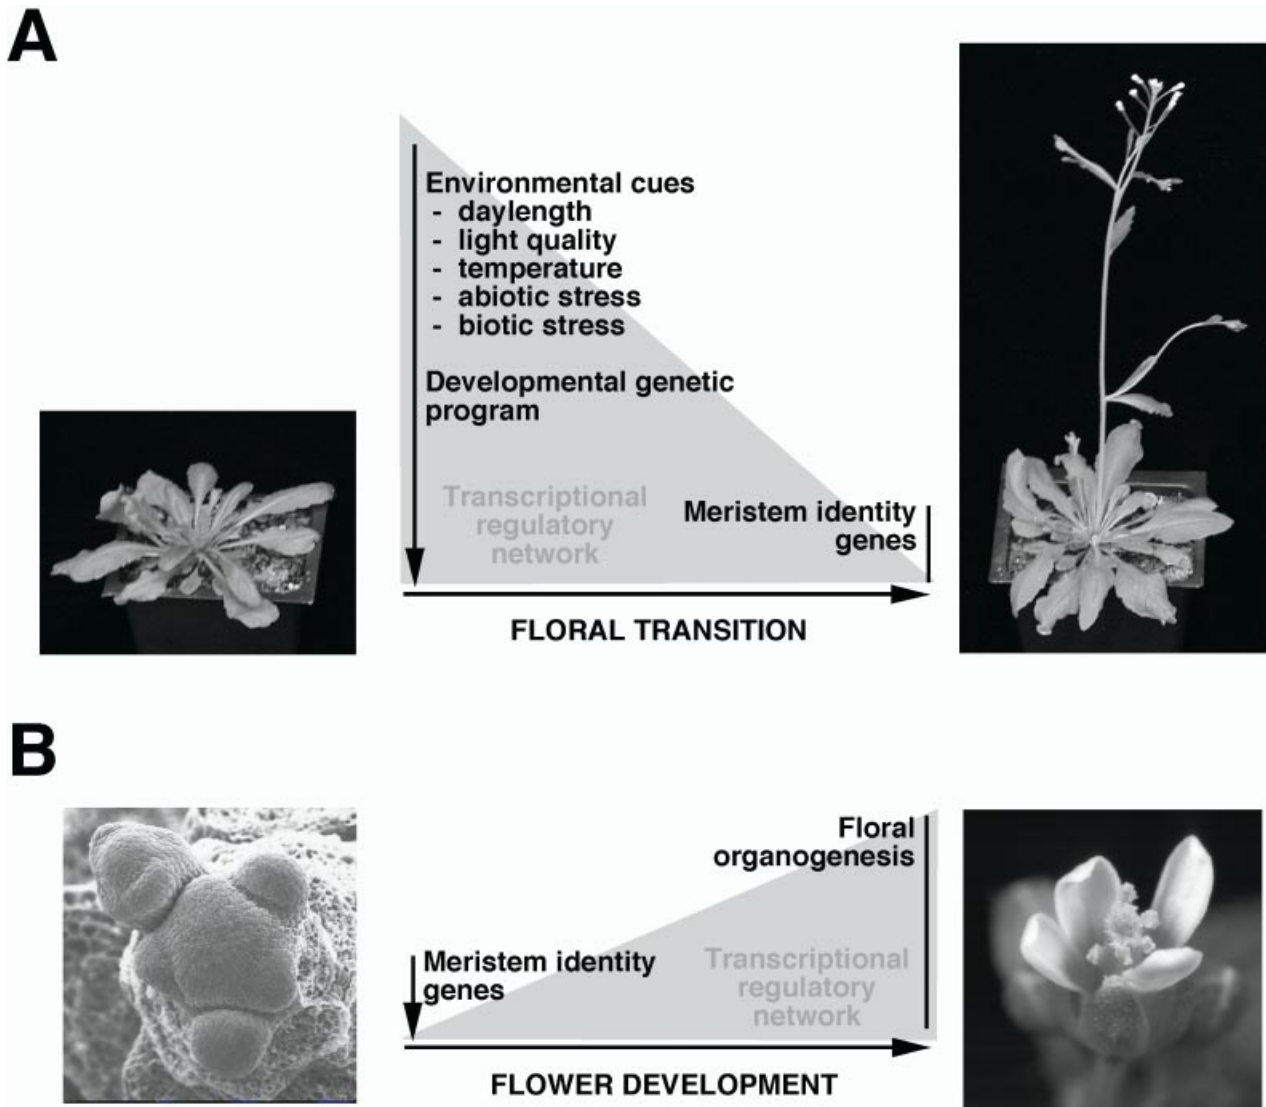 A
Environmental cues
- daylength
- light quality
- temperature
- abiotic stress
- biotic stress
Developmental genetic
program
Transcriptional
regulatory
network
Meristem identity
genes
FLORAL TRANSITION
B
Floral
organogenesis
Meristem identity
genes
Transcriptional
regulatory
network
FLOWER DEVELOPMENT